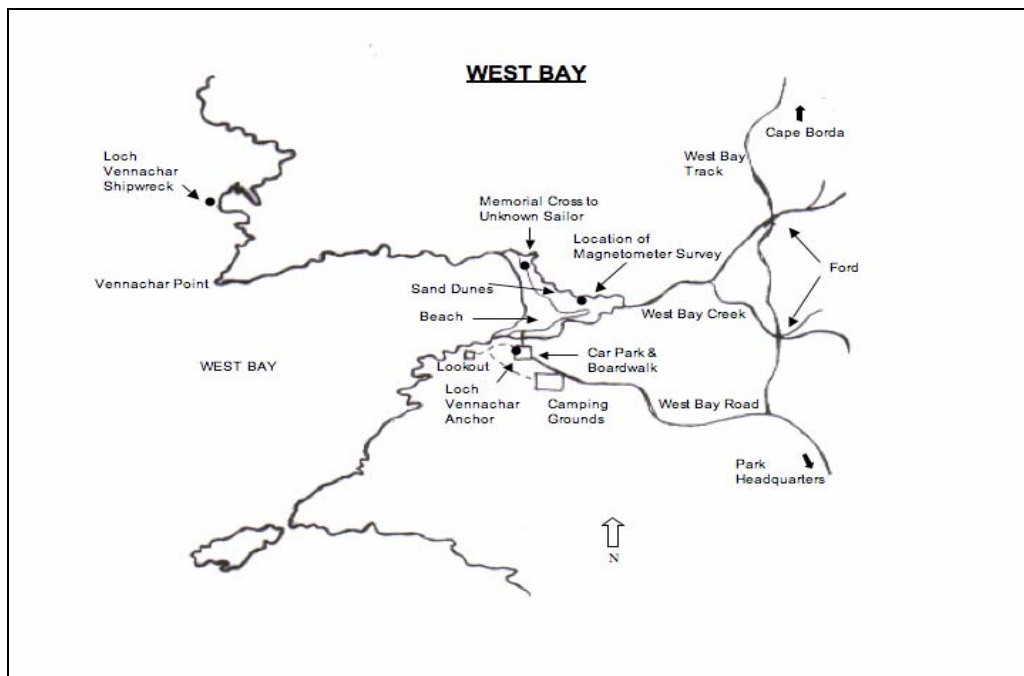 WEST BAY
Cape Borda
West Bay
Track
Loch
Vennachar
Shipwreck
Memorial Cross to
Unknown Sailor
Location of
Magnetometer Survey
Ford
Vennachar Point
Sand Dunes
Beach
West Bay Creek
WEST BAY
Lookout
Car Park &
Boardwalk
Loch
Vennachar
Anchor
Camping
Grounds
West Bay Road
Park
Headquarters
N